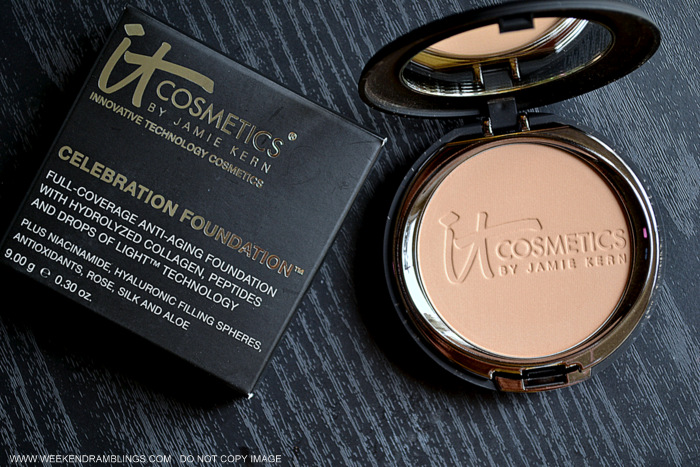 it COSMETICS®
BY JAMIE KERN
INNOVATIVE TECHNOLOGY COSMETICS
CELEBRATION FOUNDATION™
FULL-COVERAGE ANTI-AGING FOUNDATION
WITH HYDROLYZED COLLAGEN, PEPTIDES
AND DROPS OF LIGHT™ TECHNOLOGY
PLUS NIACINAMIDE, HYALURONIC FILLING SPHERES,
ANTIOXIDANTS, ROSE, SILK AND ALOE
9.00 g ℮ 0.30 oz.
it COSMETICS
BY JAMIE KERN
WWW.WEEKENDRAMBLINGS.COM DO NOT COPY IMAGE